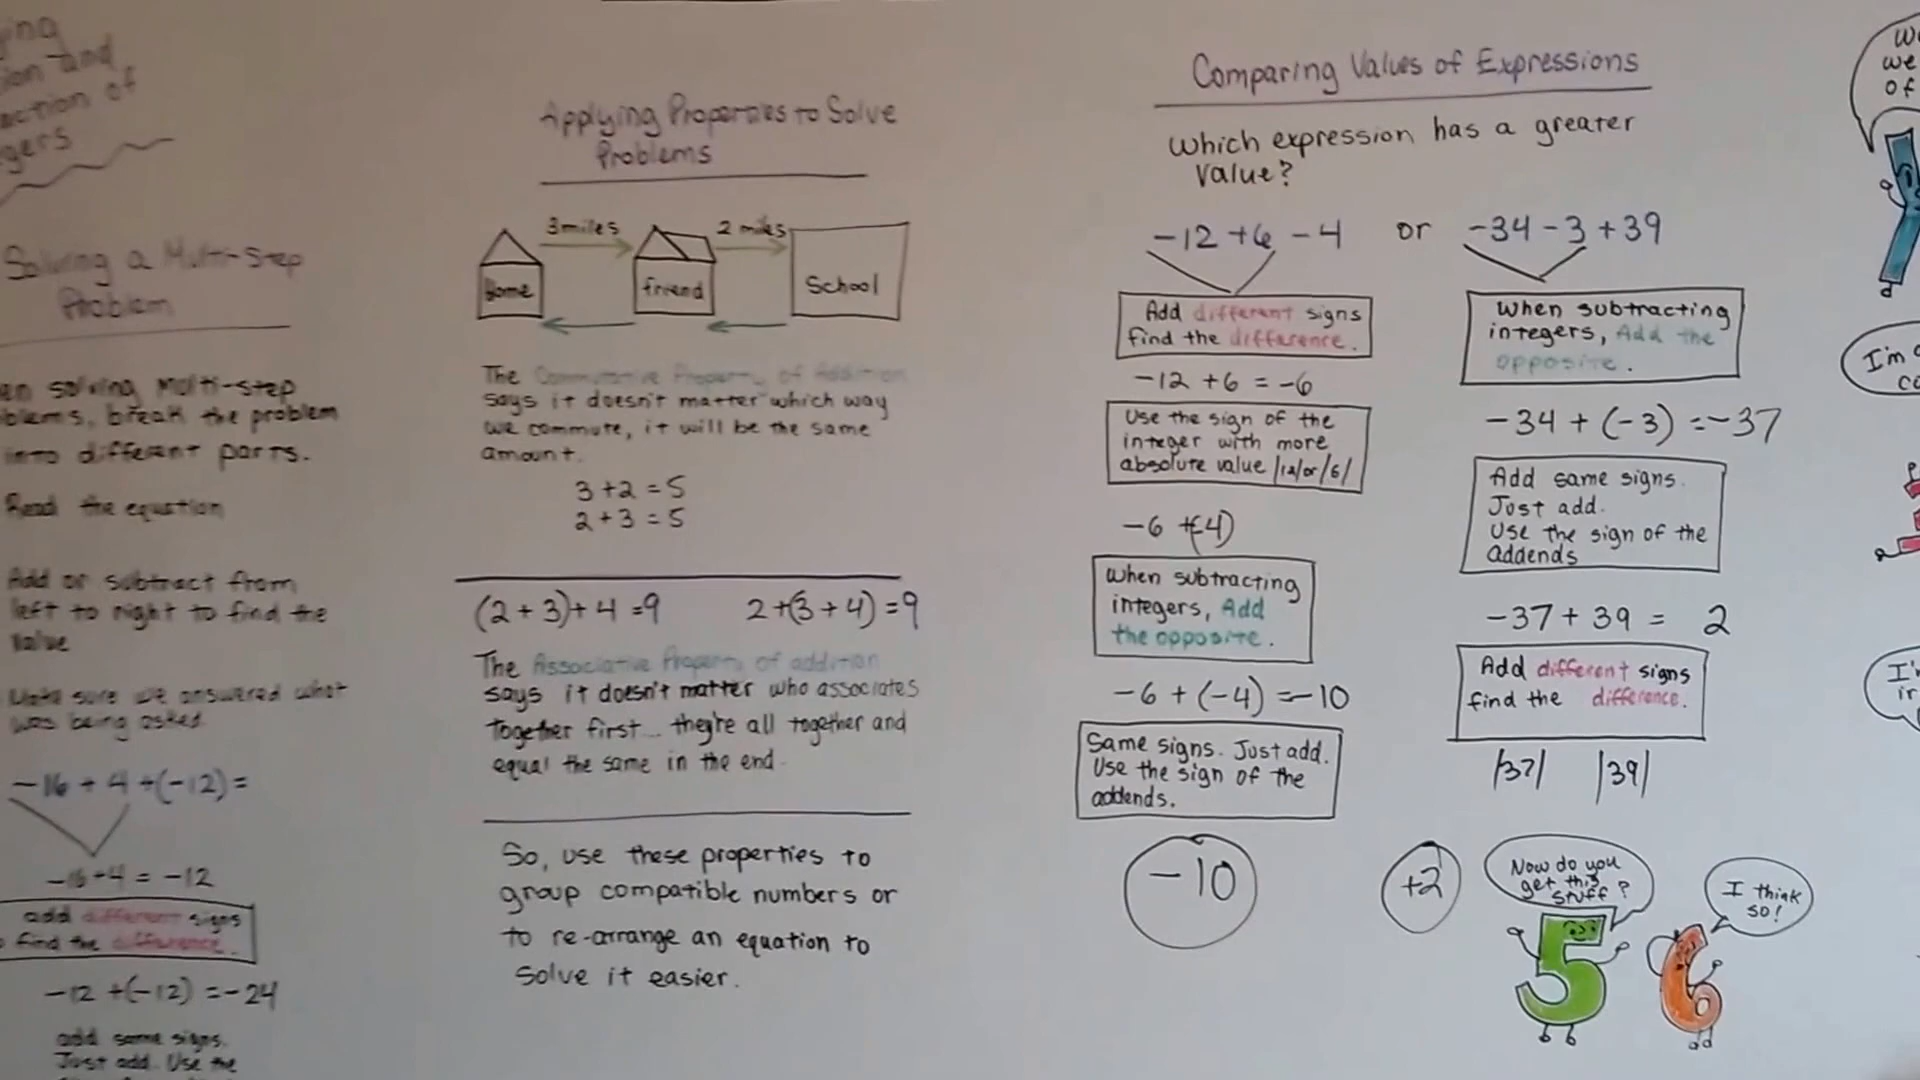 ion and
action of
gers
Solving a Multi-Step
Problem
en solving multi-step
blems, break the problem
into different parts.
Read the equation
Add or subtract from
left to right to find the
value
Make sure we answered what
was being asked
-16 + 4 +(-12) =
-16+4 = -12
add different signs
find the difference.
-12 +(-12) =-24
add same signs.
Just add. Use the
Applying Properties to Solve
Problems
3 miles
2 miles
Home
friend
School
The Commutative Property of Addition
says it doesn't matter which way
we commute, it will be the same
amount.
3+2 =5
2+3 =5
(2+3)+4=9 2+(3+4)=9
The Associative Property of addition
says it doesn't matter who associates
together first... they're all together and
equal the same in the end.
So, use these properties to
group compatible numbers or
to re-arrange an equation to
solve it easier.
Comparing Values of Expressions
Which expression has a greater
value?
-12 +6 -4 or -34-3+39
Add different signs
find the difference.
-12 +6 = -6
Use the sign of the
integer with more
absolute value |12| or |6|
-6 +(-4)
When subtracting
integers, Add
the opposite.
-6 + (-4) =-10
Same signs. Just add.
Use the sign of the
addends.
-10
When subtracting
integers, Add the
opposite.
-34 + (-3) =-37
Add same signs.
Just add.
Use the sign of the
addends
-37 + 39 = 2
Add different signs
find the difference.
|37| |39|
+2
Now do you
get this
stuff?
I think
so!
5 6
we
of
I'm